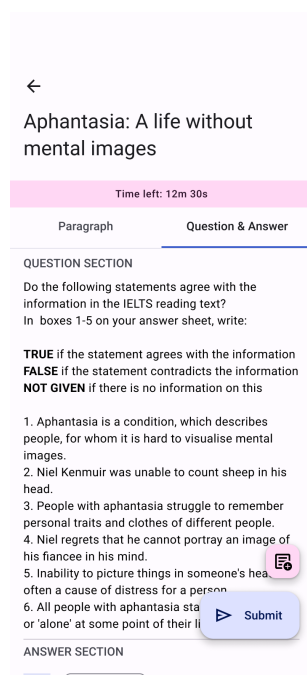 Aphantasia: A life without
mental images
Time left: 12m 30s
Paragraph
Question & Answer
QUESTION SECTION
Do the following statements agree with the
information in the IELTS reading text?
In boxes 1-5 on your answer sheet, write:
TRUE if the statement agrees with the information
FALSE if the statement contradicts the information
NOT GIVEN if there is no information on this
1. Aphantasia is a condition, which describes
people, for whom it is hard to visualise mental
images.
2. Niel Kenmuir was unable to count sheep in his
head.
3. People with aphantasia struggle to remember
personal traits and clothes of different people.
4. Niel regrets that he cannot portray an image of
his fiancee in his mind.
5. Inability to picture things in someone's
often a cause of distress for a person
6. All people with aphantasia
or 'alone' at some point of their
Submit
ANSWER SECTION